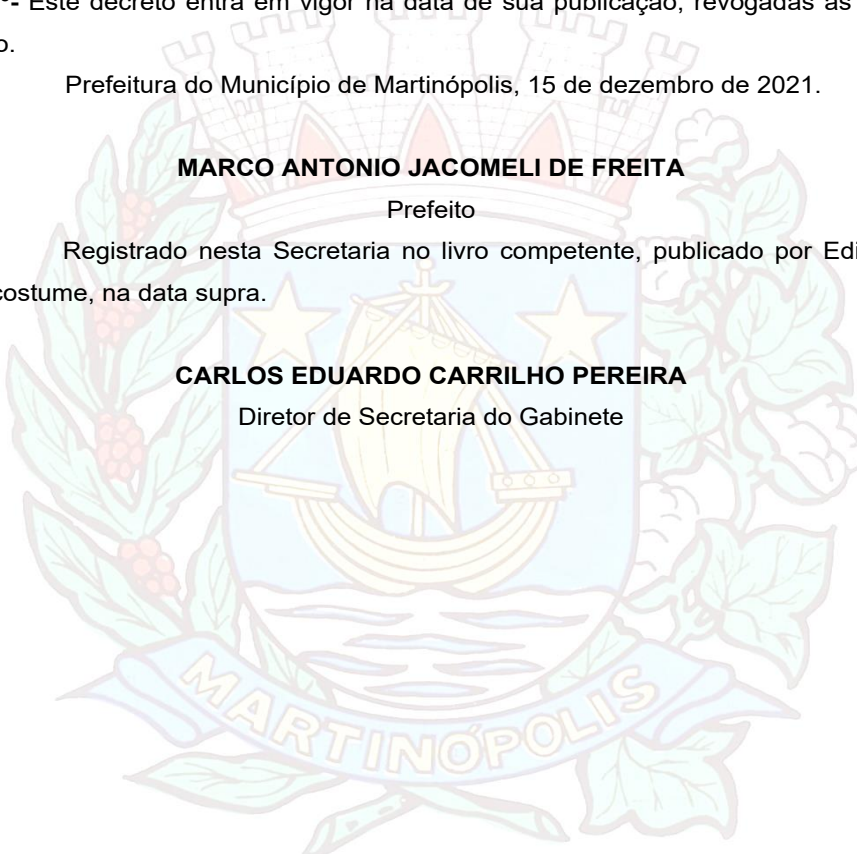 °- Este decreto entra em vigor na data de sua publicação, revogadas as
o.
Prefeitura do Município de Martinópolis, 15 de dezembro de 2021.
MARCO ANTONIO JACOMELI DE FREITA
Prefeito
Registrado nesta Secretaria no livro competente, publicado por Edi
costume, na data supra.
CARLOS EDUARDO CARRILHO PEREIRA
Diretor de Secretaria do Gabinete
MARTINÓPOLIS